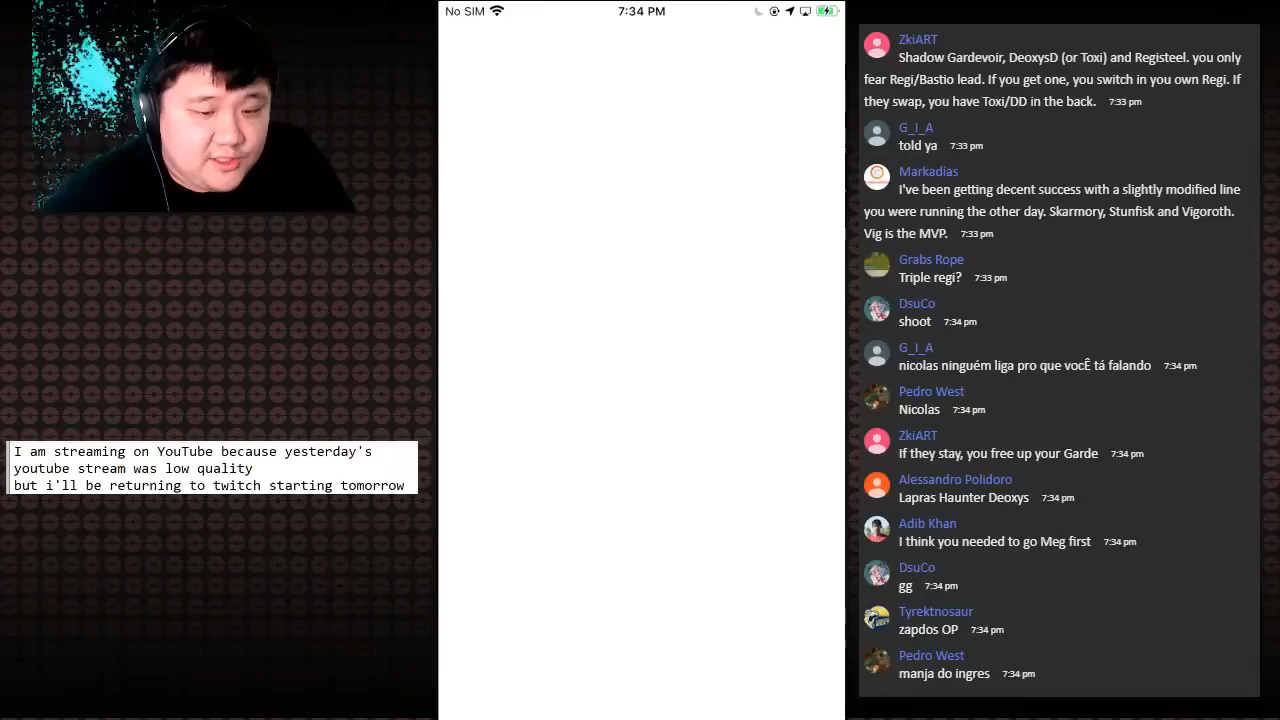 No SIM
7:34 PM
ZkiART
Shadow Gardevoir, DeoxysD (or Toxi) and Registeel. you only
fear Regi/Bastio lead. If you get one, you switch in you own Regi. If
they swap, you have Toxi/DD in the back. 7:33 pm
G_I_A
told ya 7:33 pm
Markadias
I've been getting decent success with a slightly modified line
you were running the other day. Skarmory, Stunfisk and Vigoroth.
Vig is the MVP. 7:33 pm
Grabs Rope
Triple regi? 7:33 pm
DsuCo
shoot 7:34 pm
G_I_A
nicolas ninguém liga pro que vocÊ tá falando 7:34 pm
Pedro West
Nicolas 7:34 pm
ZkiART
If they stay, you free up your Garde 7:34 pm
Alessandro Polidoro
Lapras Haunter Deoxys 7:34 pm
Adib Khan
I think you needed to go Meg first 7:34 pm
DsuCo
gg 7:34 pm
Tyrektnosaur
zapdos OP 7:34 pm
Pedro West
manja do ingres 7:34 pm
I am streaming on YouTube because yesterday's
youtube stream was low quality
but i'll be returning to twitch starting tomorrow